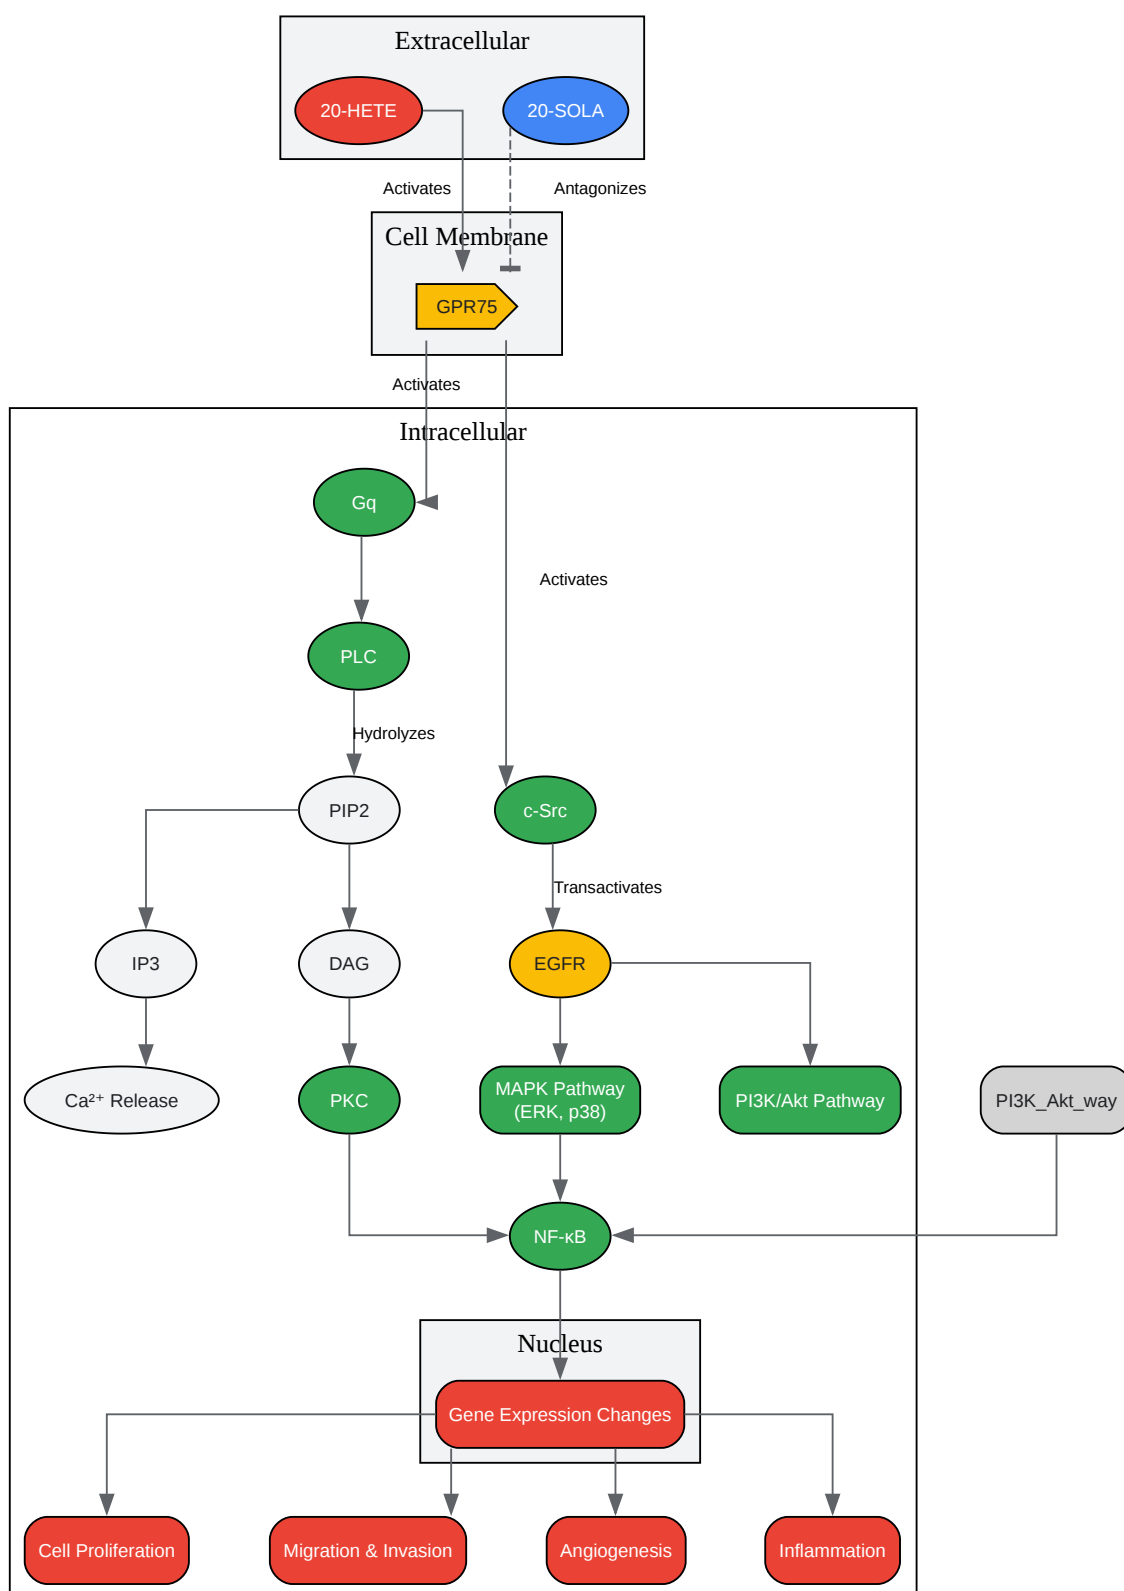 Extracellular
20-HETE
20-SOLA
Activates
Antagonizes
Cell Membrane
GPR75
Activates
Intracellular
Gq
Activates
PLC
Hydrolyzes
PIP2
c-Src
Transactivates
IP3
DAG
EGFR
Ca²⁺ Release
PKC
MAPK Pathway
(ERK, p38)
PI3K/Akt Pathway
PI3K_Akt_way
NF-κB
Nucleus
Gene Expression Changes
Cell Proliferation
Migration & Invasion
Angiogenesis
Inflammation